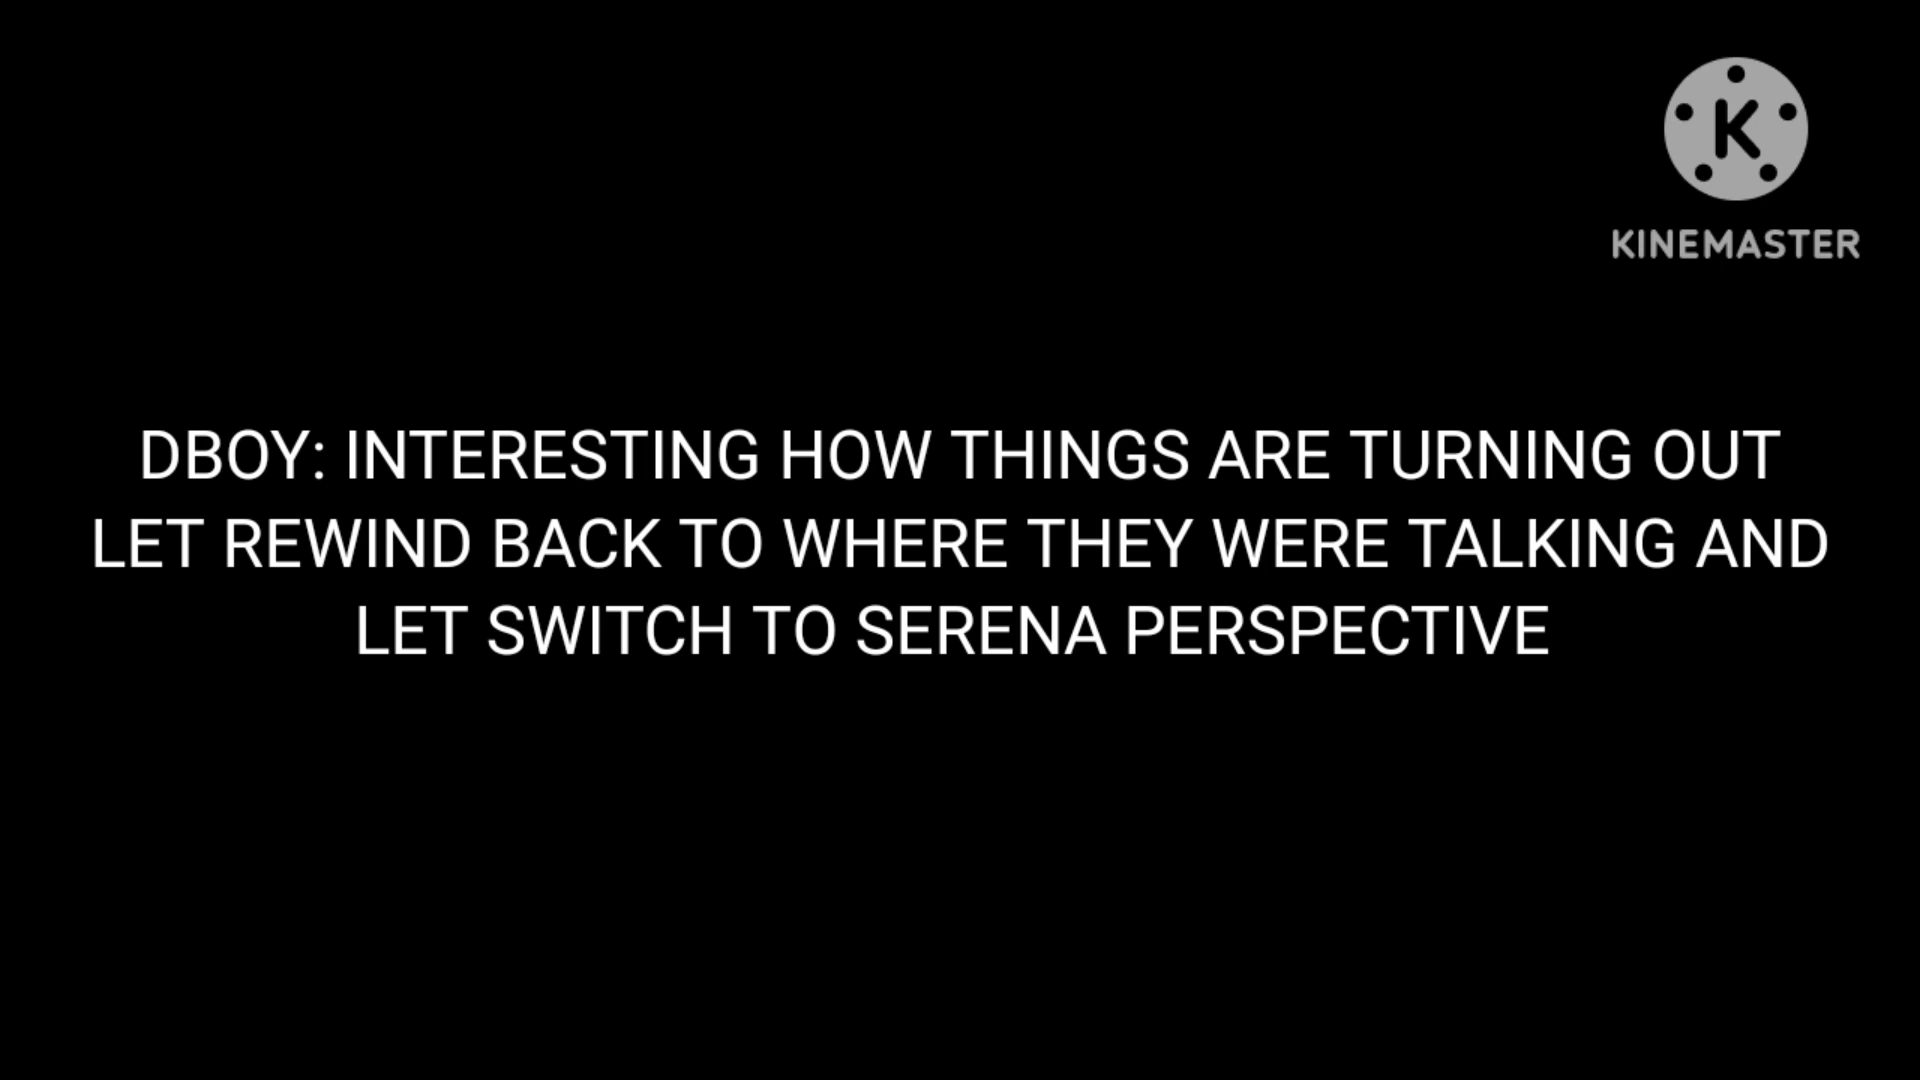 K
KINEMASTER
DBOY: INTERESTING HOW THINGS ARE TURNING OUT
LET REWIND BACK TO WHERE THEY WERE TALKING AND
LET SWITCH TO SERENA PERSPECTIVE